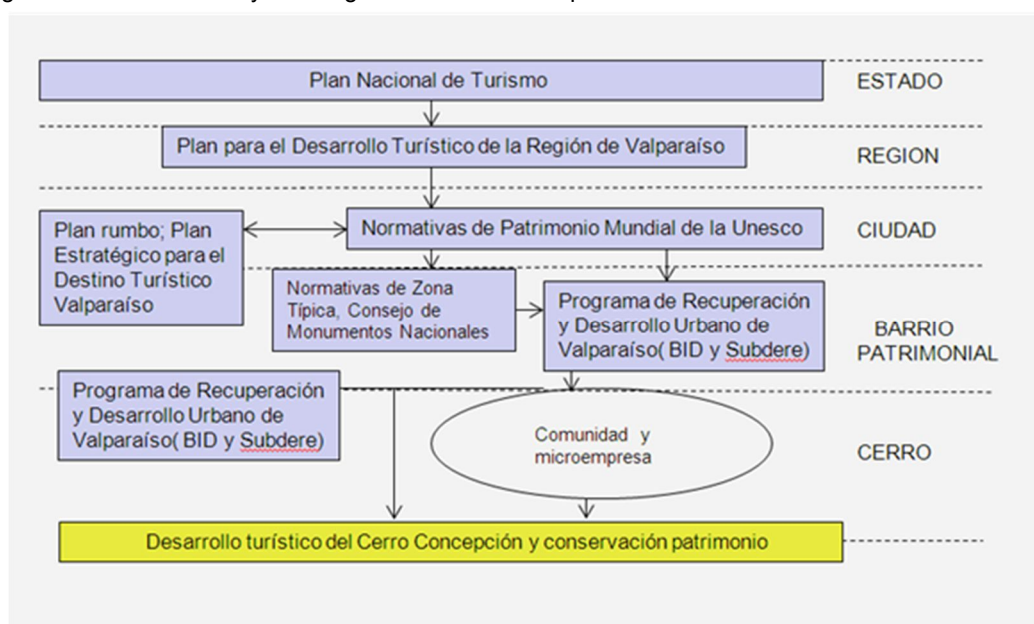 Plan Nacional de Turismo
ESTADO
Plan para el Desarrollo Turístico de la Región de Valparaíso
REGION
Plan rumbo; Plan
Estratégico para el
Destino Turístico
Valparaíso
Normativas de Patrimonio Mundial de la Unesco
CIUDAD
Normativas de Zona
Típica, Consejo de
Monumentos Nacionales
Programa de Recuperación
y Desarrollo Urbano de
Valparaíso( BID y Subdere)
BARRIO
PATRIMONIAL
Programa de Recuperación
y Desarrollo Urbano de
Valparaíso( BID y Subdere)
Comunidad y
microempresa
CERRO
Desarrollo turístico del Cerro Concepción y conservación patrimonio